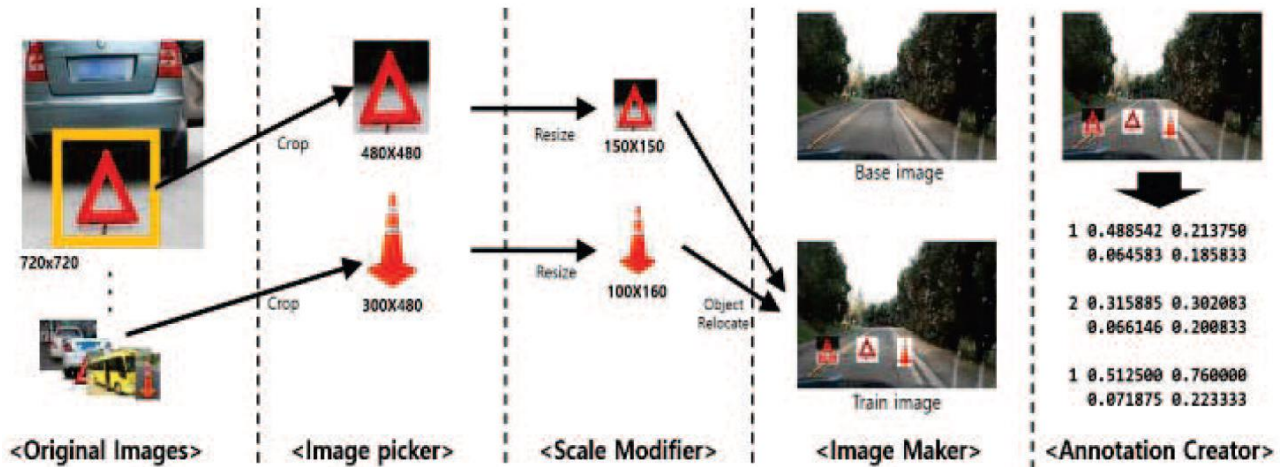 720x720
<Original Images>
Crop
480X480
Crop
300X480
<Image picker>
Resize
150X150
Resize
100X160
Object
Relocate
<Scale Modifier>
Base image
Train image
<Image Maker>
1 0.488542 0.213750
0.064583 0.185833
2 0.315885 0.302083
0.066146 0.200833
1 0.512500 0.760000
0.071875 0.223333
<Annotation Creator>